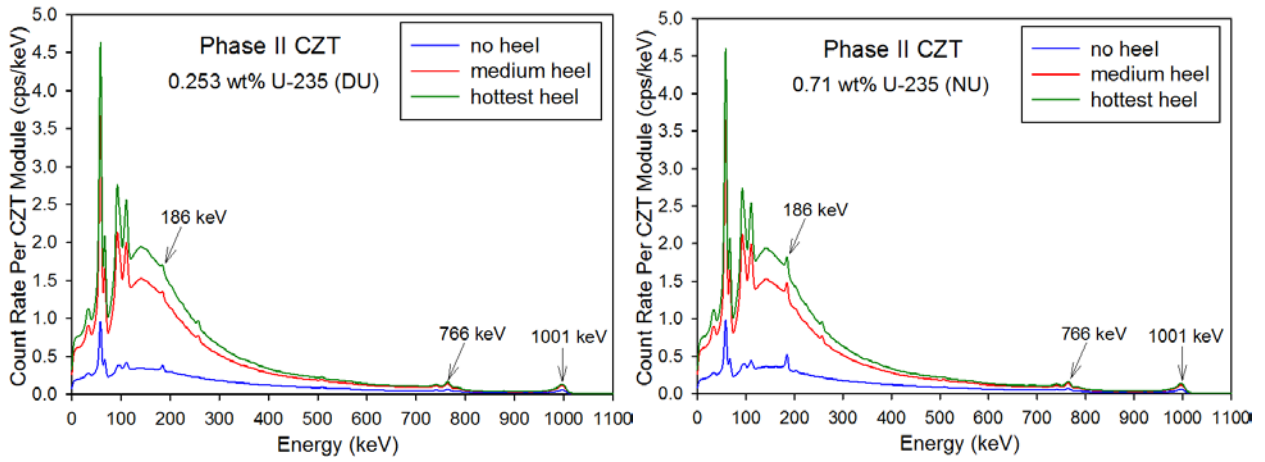 Phase II CZT
0.253 wt% U-235 (DU)
no heel
medium heel
hottest heel
186 keV
766 keV
1001 keV
Count Rate Per CZT Module (cps/keV)
5.0
4.5
4.0
3.5
3.0
2.5
2.0
1.5
1.0
0.5
0.0
0 100 200 300 400 500 600 700 800 900 1000 1100
Energy (keV)
Phase II CZT
0.71 wt% U-235 (NU)
no heel
medium heel
hottest heel
186 keV
766 keV
1001 keV
Count Rate Per CZT Module (cps/keV)
5.0
4.5
4.0
3.5
3.0
2.5
2.0
1.5
1.0
0.5
0.0
0 100 200 300 400 500 600 700 800 900 1000 1100
Energy (keV)